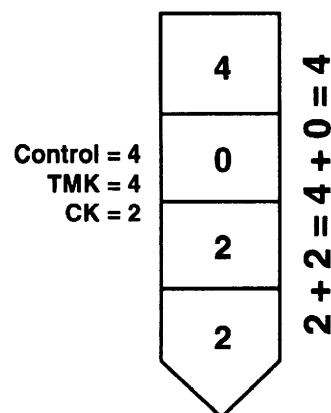 Control = 4
TMK = 4
CK = 2
4
0
2
2
2 + 2 = 4 + 0 = 4